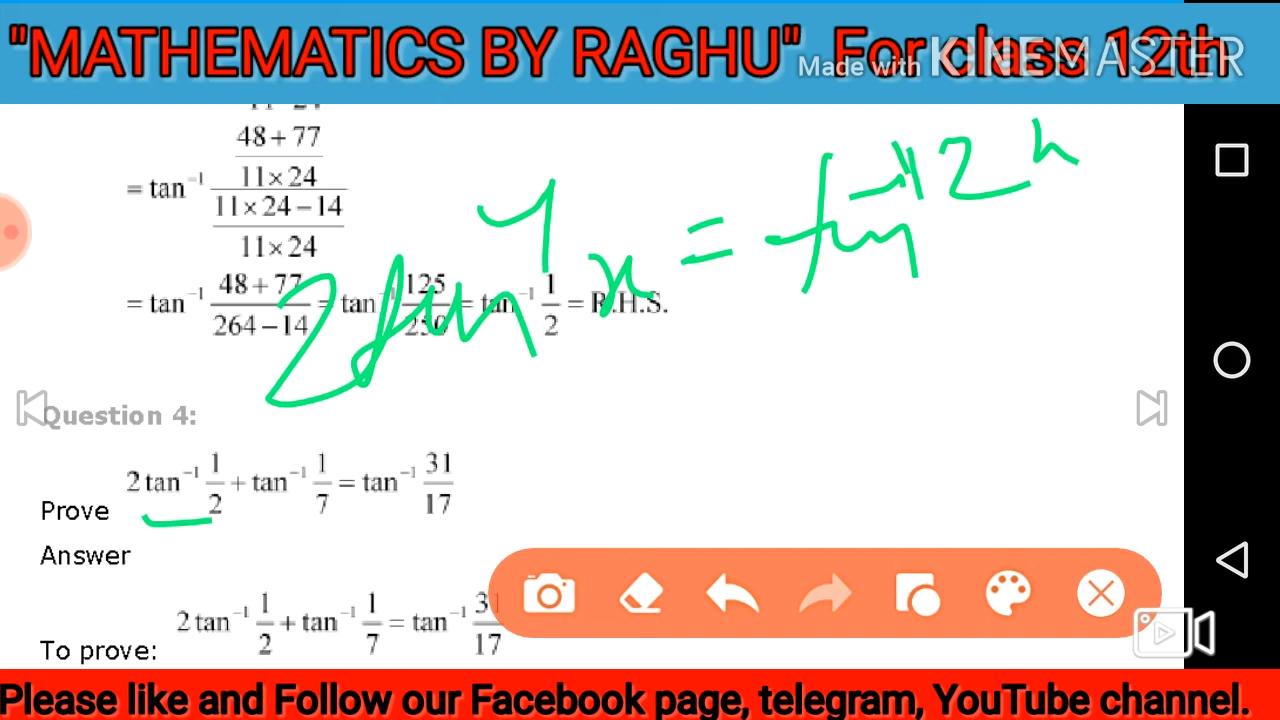 "MATHEMATICS BY RAGHU" For class 12th
Made with KINEMASTER
= tan⁻¹ ((48 + 77)/(11 × 24))/((11 × 24 – 14)/(11 × 24))
= tan⁻¹ (48 + 77)/(264 – 14) = tan⁻¹ 125/250 = tan⁻¹ 1/2 = R.H.S.
2 tan⁻¹ x = tan⁻¹ 2x
Question 4:
Prove 2 tan⁻¹ 1/2 + tan⁻¹ 1/7 = tan⁻¹ 31/17
Answer
To prove: 2 tan⁻¹ 1/2 + tan⁻¹ 1/7 = tan⁻¹ 31/17
Please like and Follow our Facebook page, telegram, YouTube channel.